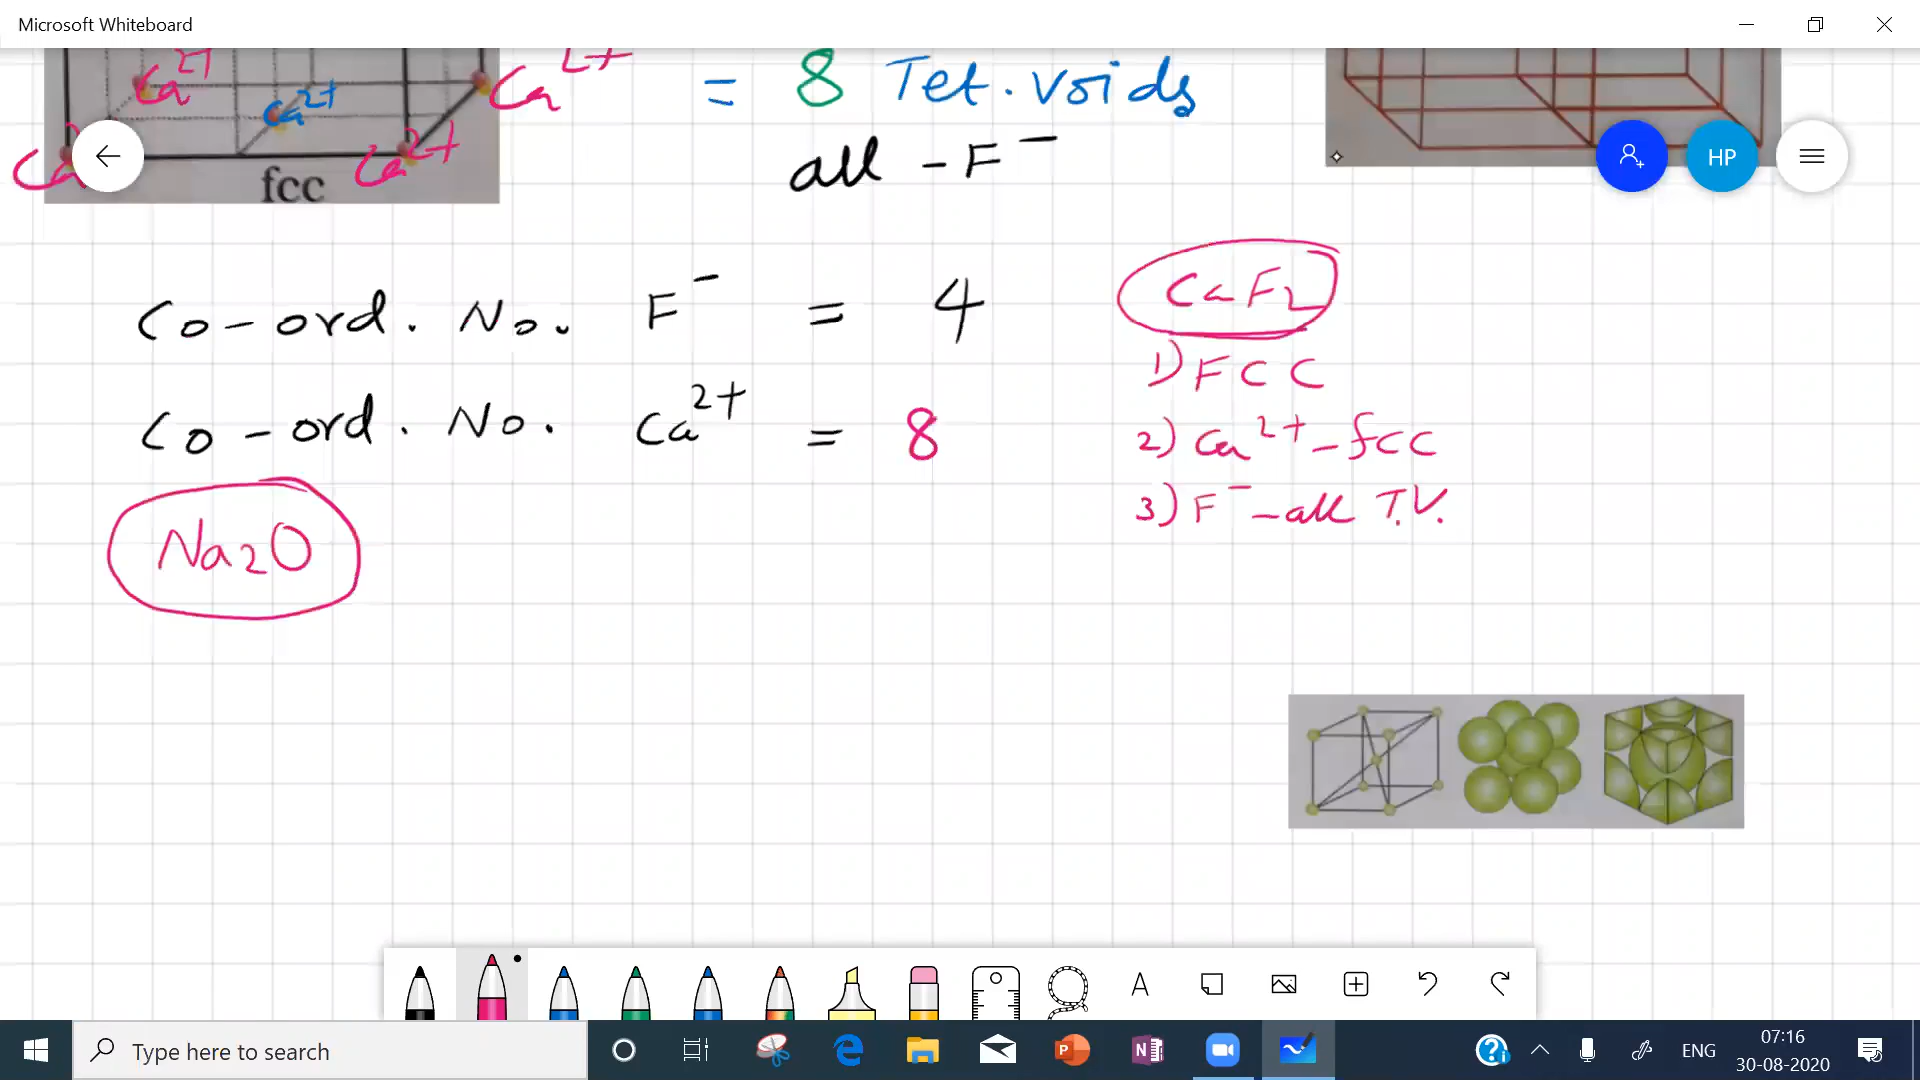 Microsoft Whiteboard
Ca2+
Ca2+
Ca2+
= 8 Tet. voids
Ca
Ca2+
all - F⁻
fcc
HP
Co-ord. No. F⁻ = 4
Co-ord. No. Ca2+ = 8
CaF2
1) FCC
2) Ca2+ - fcc
3) F⁻ - all T.V.
Na2O
A
Type here to search
ENG
07:16
30-08-2020